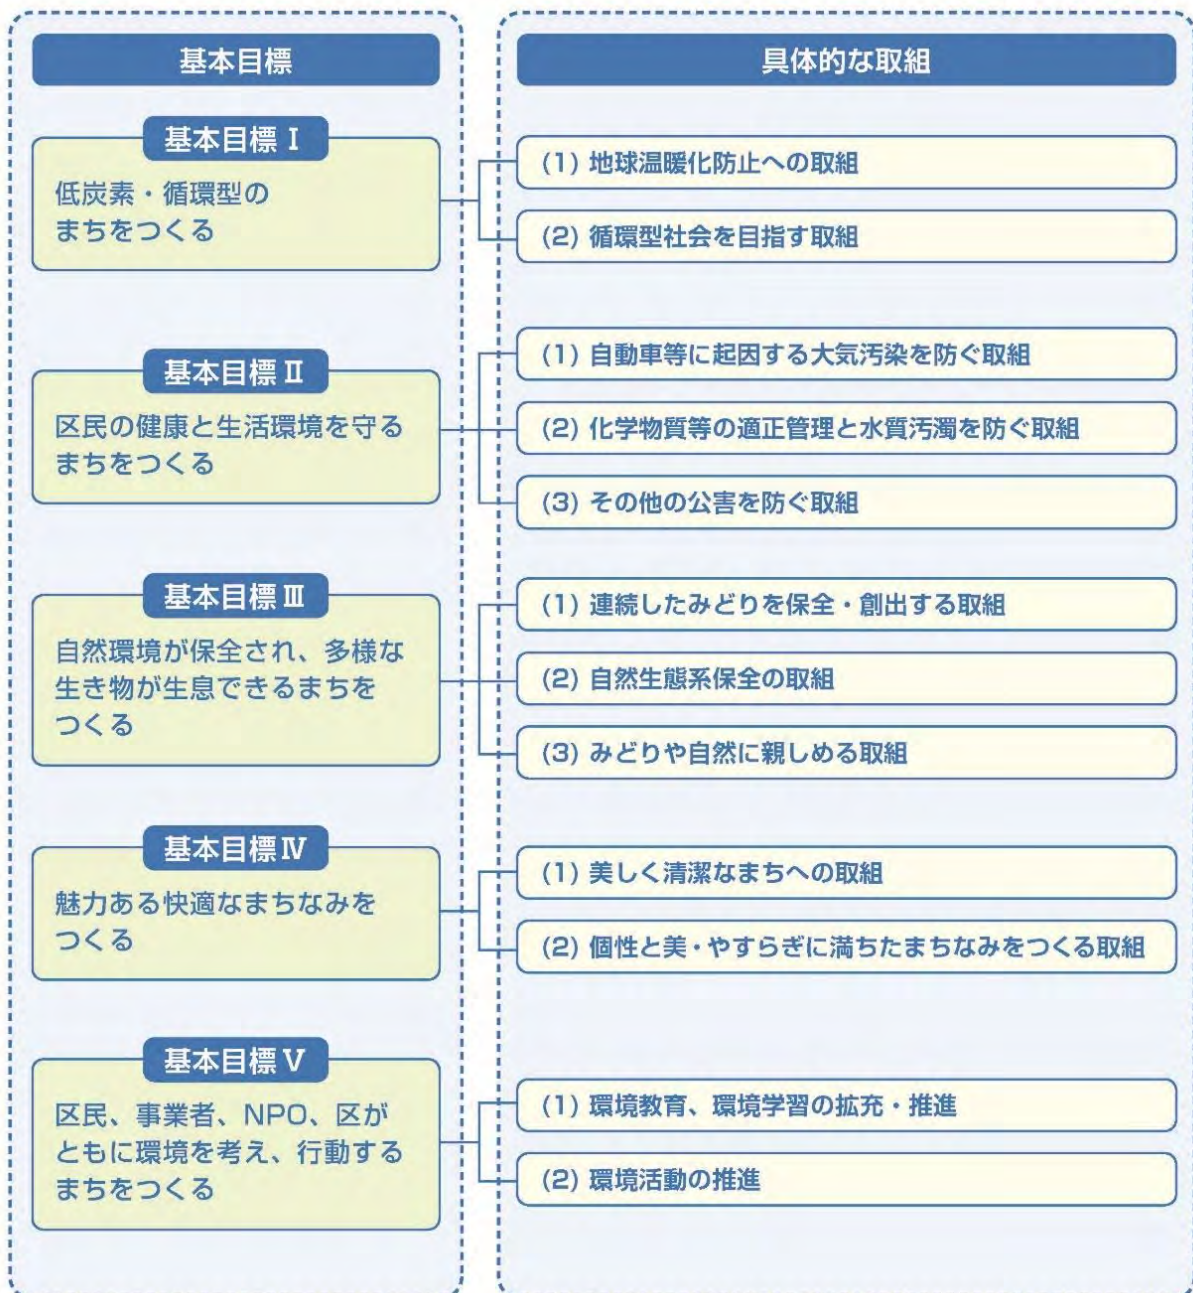 基本目標
具体的な取組
基本目標 Ⅰ
低炭素・循環型の
まちをつくる
(1) 地球温暖化防止への取組
(2) 循環型社会を目指す取組
基本目標 Ⅱ
区民の健康と生活環境を守る
まちをつくる
(1) 自動車等に起因する大気汚染を防ぐ取組
(2) 化学物質等の適正管理と水質汚濁を防ぐ取組
(3) その他の公害を防ぐ取組
基本目標 Ⅲ
自然環境が保全され、多様な
生き物が生息できるまちを
つくる
(1) 連続したみどりを保全・創出する取組
(2) 自然生態系保全の取組
(3) みどりや自然に親しめる取組
基本目標 Ⅳ
魅力ある快適なまちなみを
つくる
(1) 美しく清潔なまちへの取組
(2) 個性と美・やすらぎに満ちたまちなみをつくる取組
基本目標 Ⅴ
区民、事業者、NPO、区が
ともに環境を考え、行動する
まちをつくる
(1) 環境教育、環境学習の拡充・推進
(2) 環境活動の推進